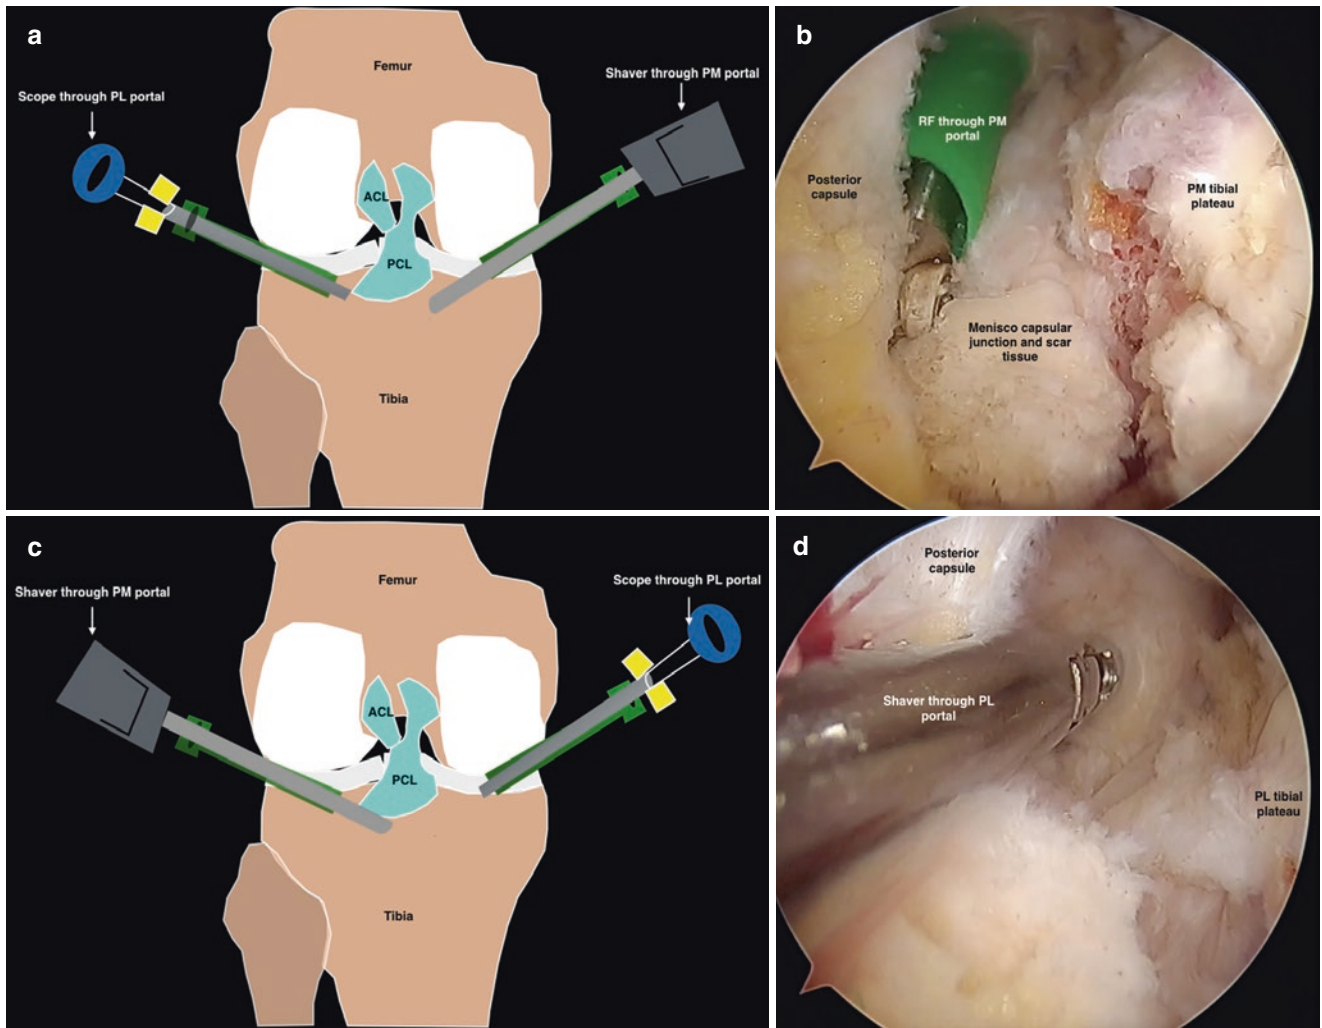 a
Femur
Scope through PL portal
Shaver through PM portal
ACL
PCL
Tibia
b
RF through PM
portal
Posterior
capsule
PM tibial
plateau
Menisco capsular
junction and scar
tissue
c
Femur
Shaver through PM portal
Scope through PL portal
ACL
PCL
Tibia
d
Posterior
capsule
Shaver through PL
portal
PL tibial
plateau